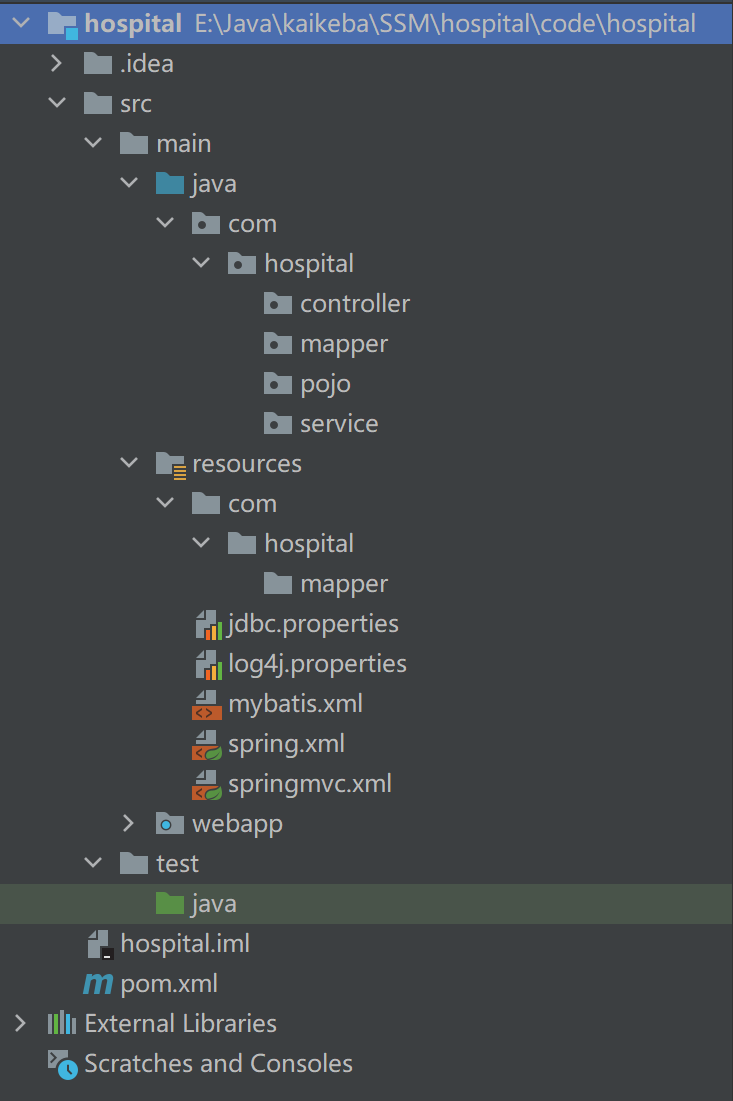 hospital E:\Java\kaikeba\SSM\hospital\code\hospital
.idea
src
main
java
com
hospital
controller
mapper
pojo
service
resources
com
hospital
mapper
jdbc.properties
log4j.properties
mybatis.xml
spring.xml
springmvc.xml
webapp
test
java
hospital.iml
pom.xml
External Libraries
Scratches and Consoles